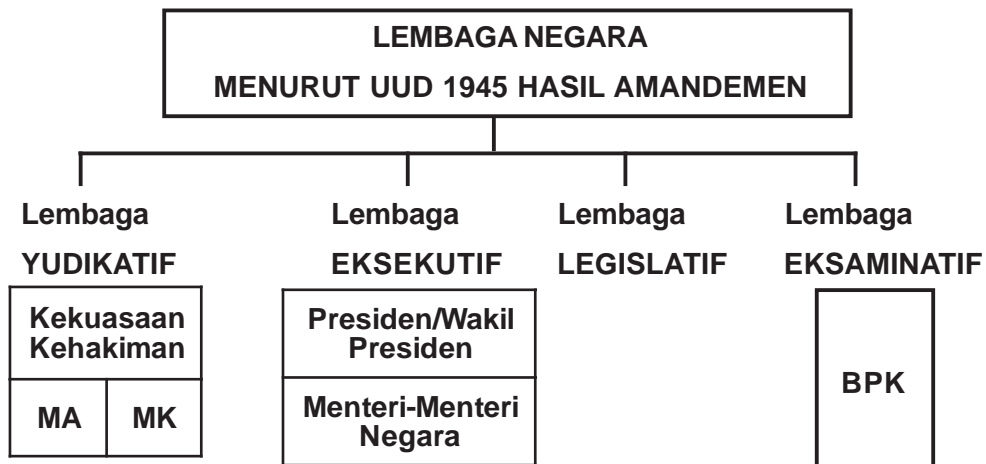 LEMBAGA NEGARA
MENURUT UUD 1945 HASIL AMANDEMEN
Lembaga
YUDIKATIF
Kekuasaan
Kehakiman
MA
MK
Lembaga
EKSEKUTIF
Presiden/Wakil
Presiden
Menteri-Menteri
Negara
Lembaga
LEGISLATIF
Lembaga
EKSAMINATIF
BPK